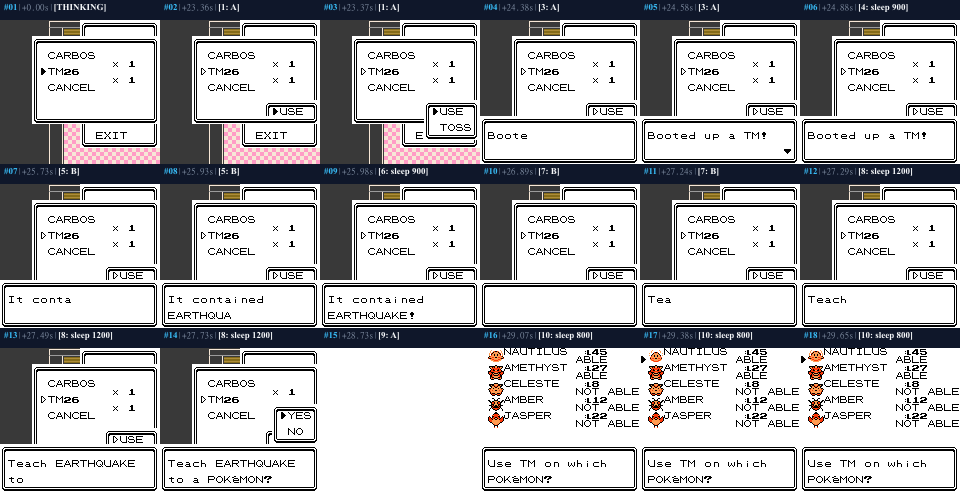 #01 | +0.00s | [THINKING]
CARBOS
× 1
▶TM26
× 1
CANCEL
EXIT
#02 | +23.36s | [1: A]
CARBOS
× 1
▷TM26
× 1
CANCEL
▶USE
EXIT
#03 | +23.37s | [1: A]
CARBOS
× 1
▷TM26
× 1
CANCEL
▶USE
TOSS
E
#04 | +24.38s | [3: A]
CARBOS
× 1
▷TM26
× 1
CANCEL
▷USE
Boote
#05 | +24.58s | [3: A]
CARBOS
× 1
▷TM26
× 1
CANCEL
▷USE
Booted up a TM!
#06 | +24.88s | [4: sleep 900]
CARBOS
× 1
▷TM26
× 1
CANCEL
▷USE
Booted up a TM!
#07 | +25.73s | [5: B]
CARBOS
× 1
▷TM26
× 1
CANCEL
▷USE
It conta
#08 | +25.93s | [5: B]
CARBOS
× 1
▷TM26
× 1
CANCEL
▷USE
It contained
EARTHQUA
#09 | +25.98s | [6: sleep 900]
CARBOS
× 1
▷TM26
× 1
CANCEL
▷USE
It contained
EARTHQUAKE!
#10 | +26.89s | [7: B]
CARBOS
× 1
▷TM26
× 1
CANCEL
▷USE
#11 | +27.24s | [7: B]
CARBOS
× 1
▷TM26
× 1
CANCEL
▷USE
Tea
#12 | +27.29s | [8: sleep 1200]
CARBOS
× 1
▷TM26
× 1
CANCEL
▷USE
Teach
#13 | +27.49s | [8: sleep 1200]
CARBOS
× 1
▷TM26
× 1
CANCEL
▷USE
Teach EARTHQUAKE
to
#14 | +27.73s | [8: sleep 1200]
CARBOS
× 1
▷TM26
CANCEL
▶YES
NO
Teach EARTHQUAKE
to a POKéMON?
#15 | +28.73s | [9: A]
#16 | +29.07s | [10: sleep 800]
NAUTILUS :L45
ABLE
AMETHYST :L27
ABLE
CELESTE :L8
NOT ABLE
AMBER :L12
NOT ABLE
JASPER :L22
NOT ABLE
Use TM on which
POKéMON?
#17 | +29.38s | [10: sleep 800]
▶NAUTILUS :L45
ABLE
AMETHYST :L27
ABLE
CELESTE :L8
NOT ABLE
AMBER :L12
NOT ABLE
JASPER :L22
NOT ABLE
Use TM on which
POKéMON?
#18 | +29.65s | [10: sleep 800]
▶NAUTILUS :L45
ABLE
AMETHYST :L27
ABLE
CELESTE :L8
NOT ABLE
AMBER :L12
NOT ABLE
JASPER :L22
NOT ABLE
Use TM on which
POKéMON?